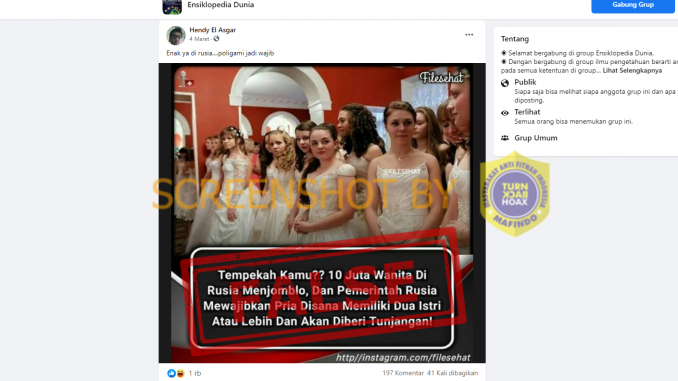 Ensiklopedia Dunia
Gabung Grup
Hendy El Asgar
4 Maret
Enak ya di rusia....poligami jadi wajib
Filesehat
@FILESEHAT
SCREENSHOT BY
MASYARAKAT ANTI FITNAH INDONESIA
TURN
BACK
HOAX
MAFINDO
Tempekah Kamu?? 10 Juta Wanita Di
Rusia Menjomblo, Dan Pemerintah Rusia
Mewajibkan Pria Disana Memiliki Dua Istri
Atau Lebih Dan Akan Diberi Tunjangan!
FALSE
http//instagram.com/filesehat
1 rb
197 Komentar 41 Kali dibagikan
Tentang
Selamat bergabung di group Ensiklopedia Dunia.
Dengan bergabung di group ilmu pengetahuan berarti an
pada semua ketentuan di group... Lihat Selengkapnya
Publik
Siapa saja bisa melihat siapa anggota grup ini dan apa
diposting.
Terlihat
Semua orang bisa menemukan grup ini.
Grup Umum